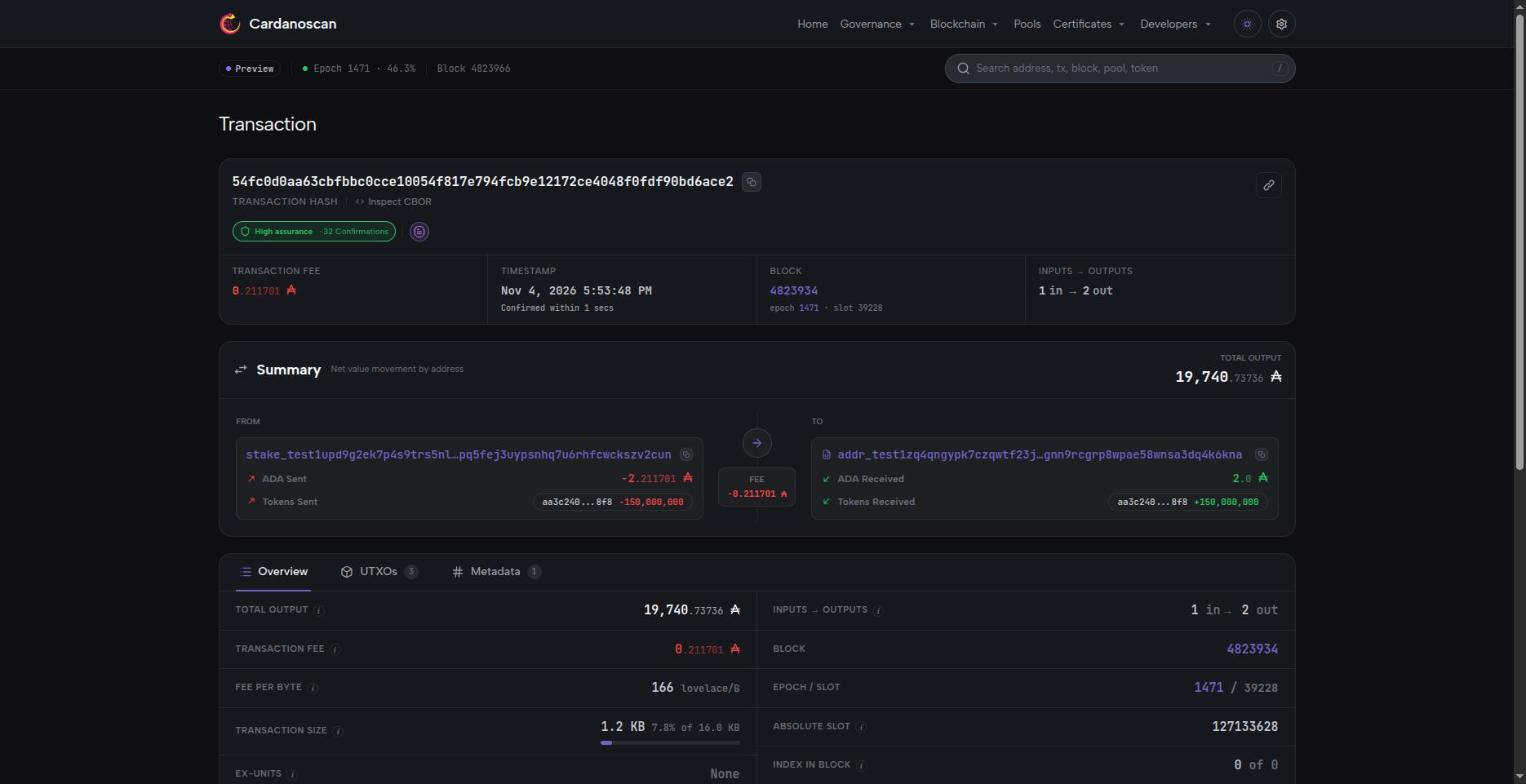 Cardanoscan
Home Governance Blockchain Pools Certificates Developers
Preview Epoch 1471 · 46.3% Block 4823966
Search address, tx, block, pool, token /
Transaction
54fc0d0aa63cbfbbc0cce10054f817e794fcb9e12172ce4048f0fdf90bd6ace2
TRANSACTION HASH <> Inspect CBOR
High assurance · 32 Confirmations
TRANSACTION FEE TIMESTAMP BLOCK INPUTS → OUTPUTS
0.211701 ₳ Nov 4, 2026 5:53:48 PM 4823934 1 in → 2 out
Confirmed within 1 secs epoch 1471 · slot 39228
Summary Net value movement by address
TOTAL OUTPUT
19,740.73736 ₳
FROM TO
stake_test1upd9g2ek7p4s9trs5nl…pq5fej3uypsnhq7u6rhfcwckszv2cun addr_test1zq4qngypk7czqwtf23j…gnn9rcgrp8wpae58wnsa3dq4k6kna
ADA Sent -2.211701 ₳ FEE ADA Received 2.0 ₳
-0.211701 ₳
Tokens Sent aa3c240...8f8 -150,000,000 Tokens Received aa3c240...8f8 +150,000,000
Overview UTXOs 3 # Metadata 1
TOTAL OUTPUT i 19,740.73736 ₳ INPUTS → OUTPUTS i 1 in → 2 out
TRANSACTION FEE i 0.211701 ₳ BLOCK 4823934
FEE PER BYTE i 166 lovelace/B EPOCH / SLOT 1471 / 39228
TRANSACTION SIZE i 1.2 KB 7.8% of 16.0 KB ABSOLUTE SLOT i 127133628
EX-UNITS i None INDEX IN BLOCK i 0 of 0